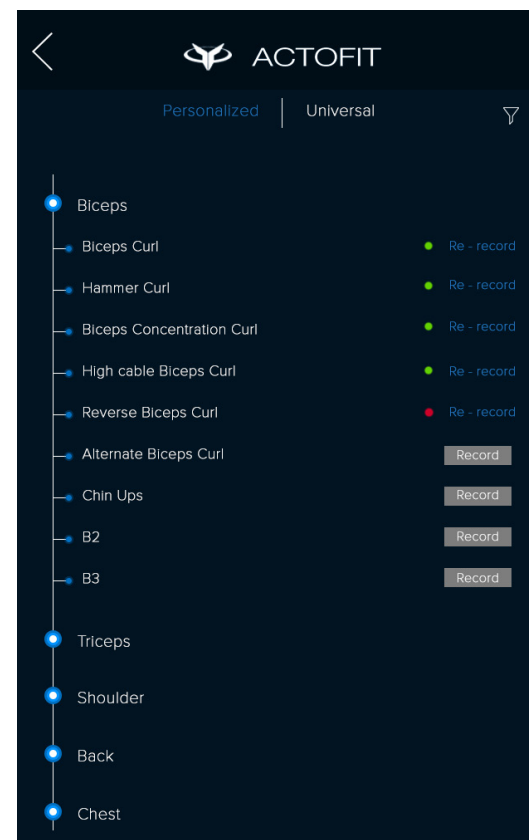 ACTOFIT
Personalized Universal
Biceps
Biceps Curl Re - record
Hammer Curl Re - record
Biceps Concentration Curl Re - record
High cable Biceps Curl Re - record
Reverse Biceps Curl Re - record
Alternate Biceps Curl Record
Chin Ups Record
B2 Record
B3 Record
Triceps
Shoulder
Back
Chest